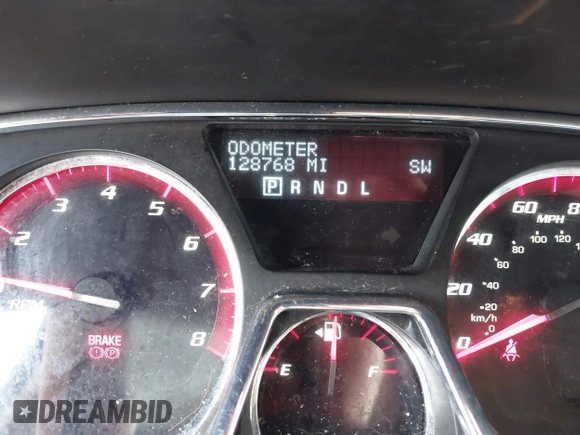 ODOMETER
128768 MI SW
P R N D L
2 3 4 5 6 7 8
RPM
BRAKE
P
E F
0 20 40 60 8
MPH
0 20 40 60 80 100 120
km/h
DREAMBID